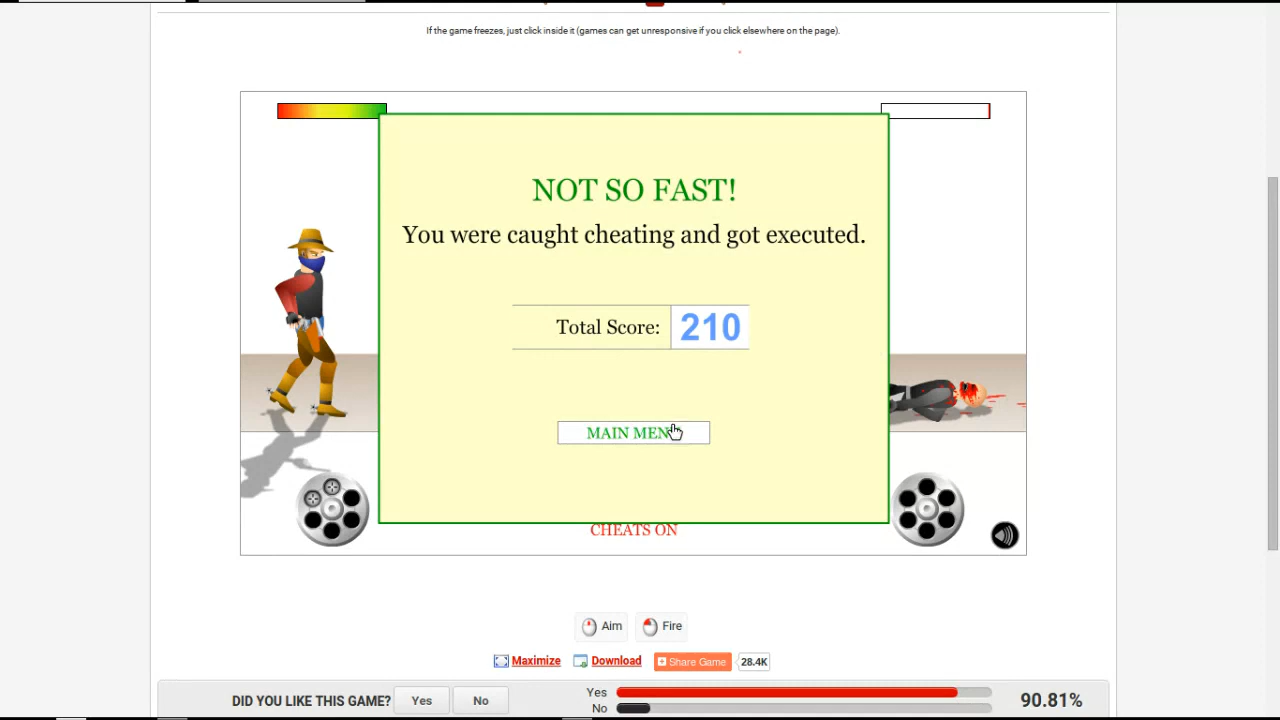 If the game freezes, just click inside it (games can get unresponsive if you click elsewhere on the page).
NOT SO FAST!
You were caught cheating and got executed.
Total Score: 210
MAIN MEN
CHEATS ON
Aim Fire
Maximize Download Share Game 28.4K
DID YOU LIKE THIS GAME? Yes No Yes 90.81%
No